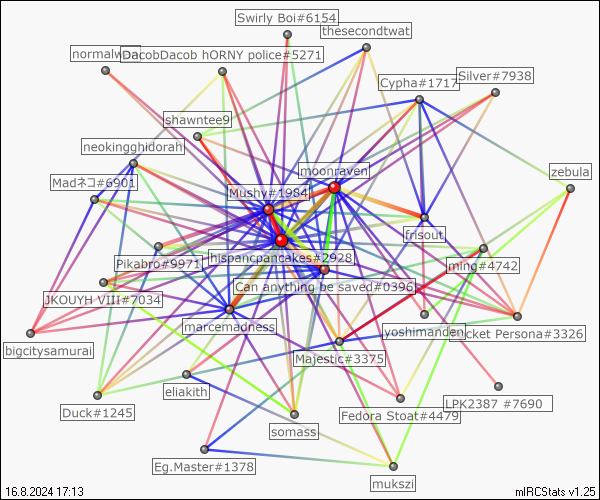 Swirly Boi#6154
thesecondtwat
DacobDacob hORNY police#5271
Cypha#1717
Silver#7938
shawntee9
neokingghidorah
moonraven
zebula
Madネコ#6901
Mushy#1984
frisout
hispancpancakes#2928
Pikabro#9971
ming#4742
Can anything be saved#0396
JKOUYH VIII#7034
marcemadness
yoshimanden
Persona#3326
bigcitysamurai
Majestic#3375
eliakith
LPK2387 #7690
Duck#1245
Fedora Stoat#4479
somass
Eg.Master#1378
mukszi
16.8.2024 17:13
mIRCStats v1.25